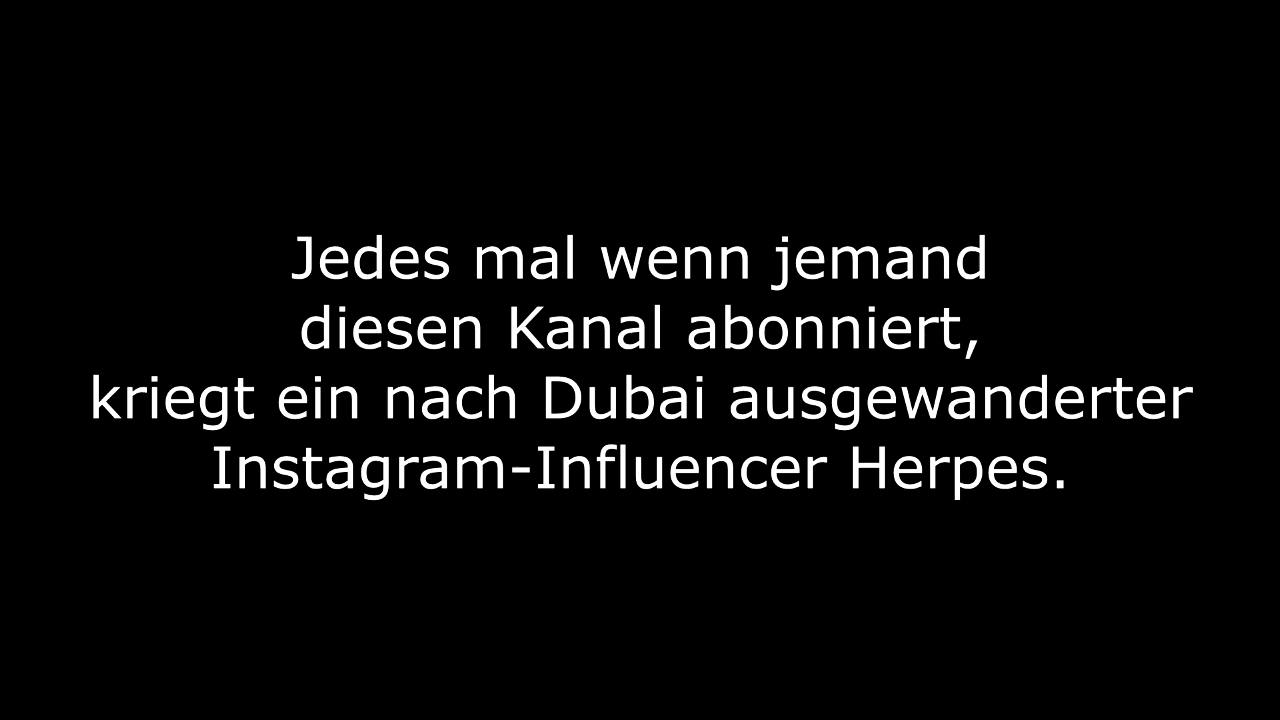 Jedes mal wenn jemand
diesen Kanal abonniert,
kriegt ein nach Dubai ausgewanderter
Instagram-Influencer Herpes.